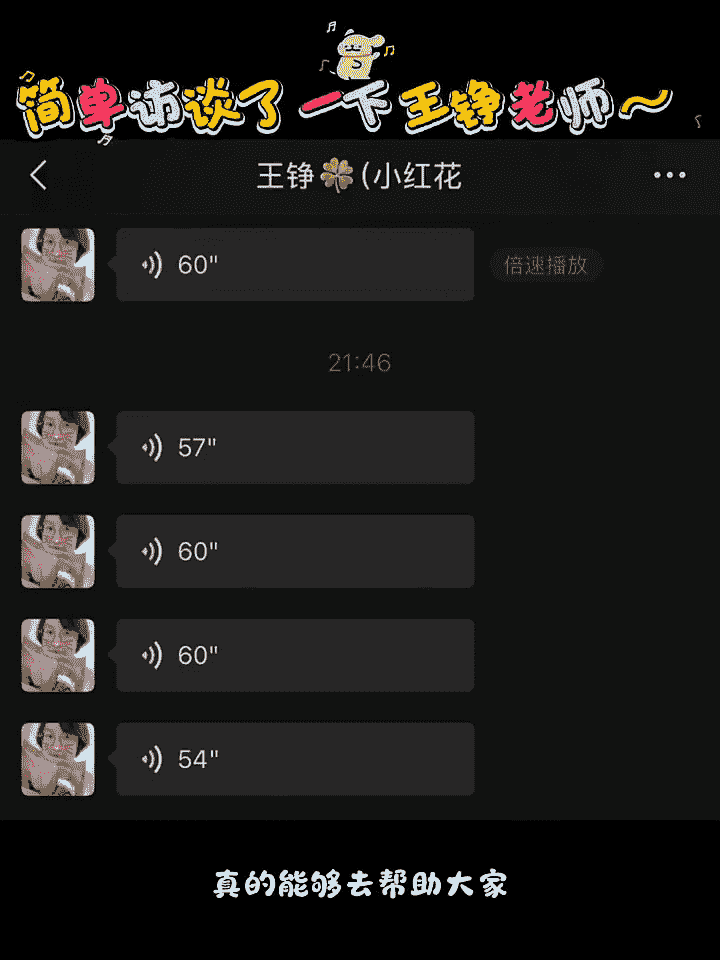 简单访谈了一下王铮老师～
王铮🍀(小红花
60"
倍速播放
21:46
57"
60"
60"
54"
真的能够去帮助大家